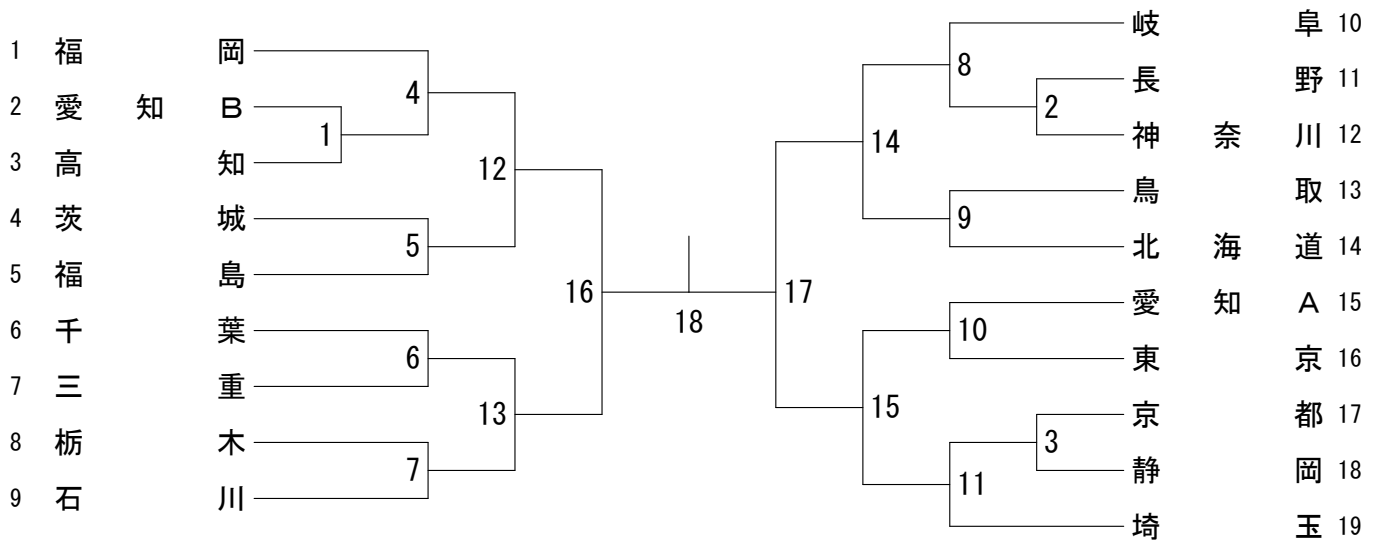 1 福岡
2 愛知B
3 高知
4 茨城
5 福島
6 千葉
7 三重
8 栃木
9 石川
1
4
5
6
7
12
13
16
18
17
14
15
8
2
9
10
3
11
岐阜 10
長野 11
神奈川 12
鳥取 13
北海道 14
愛知A 15
東京 16
京都 17
静岡 18
埼玉 19